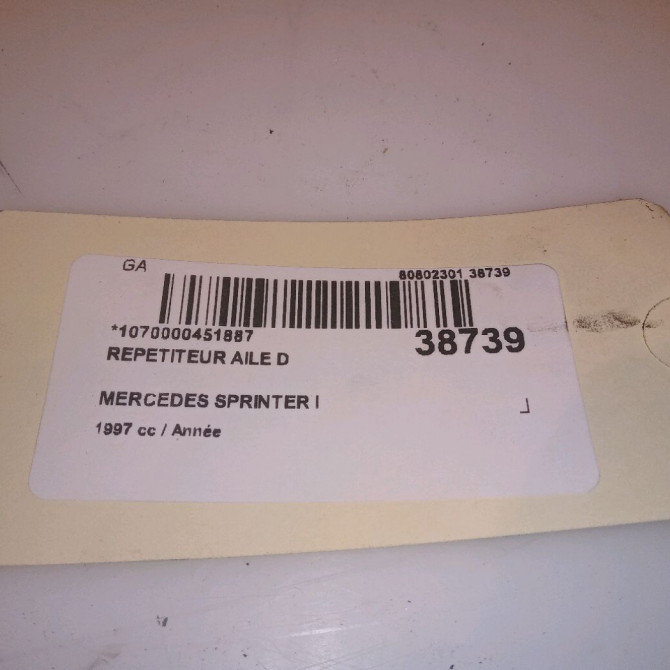 GA 80802301 38739
*1070000451887 38739
REPETITEUR AILE D
MERCEDES SPRINTER I
1997 cc / Année